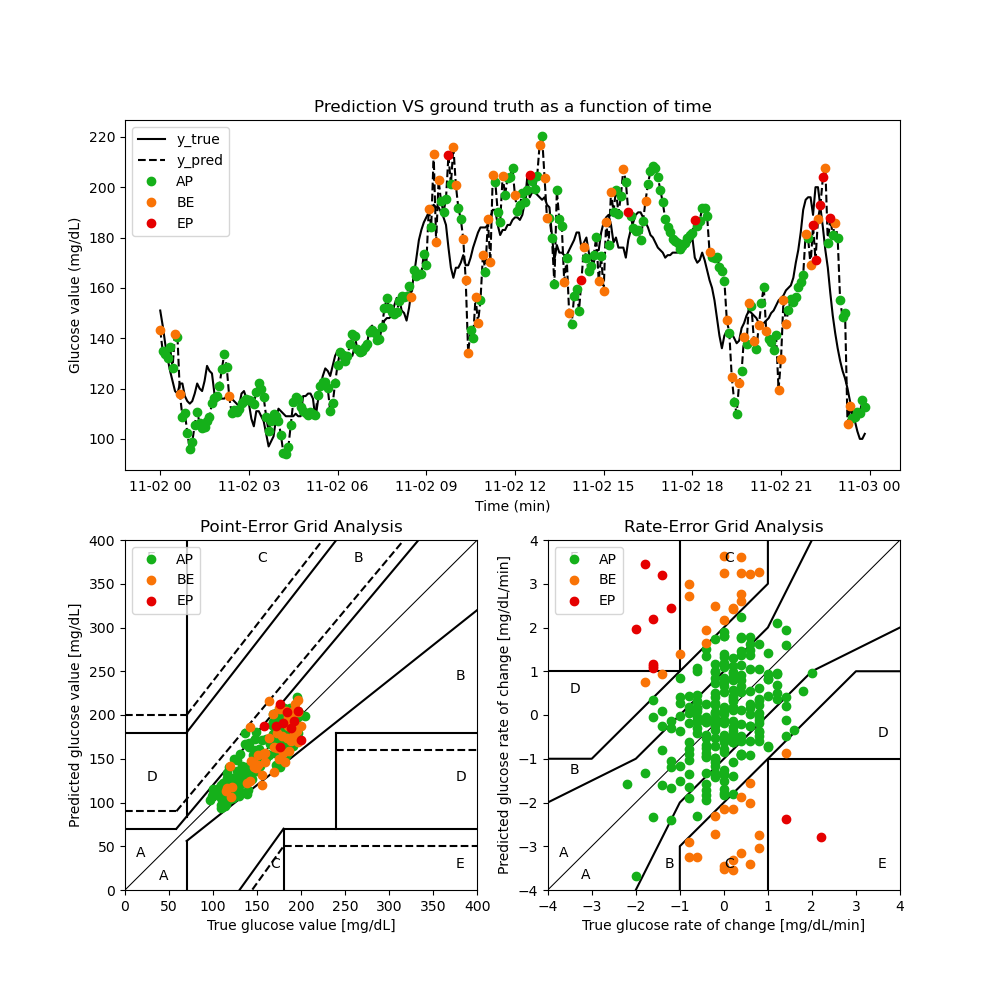 Prediction VS ground truth as a function of time
Glucose value (mg/dL)
220
200
180
160
140
120
100
y_true
y_pred
AP
BE
EP
11-02 00 11-02 03 11-02 06 11-02 09 11-02 12 11-02 15 11-02 18 11-02 21 11-03 00
Time (min)
Point-Error Grid Analysis
Predicted glucose value [mg/dL]
400
350
300
250
200
150
100
50
0
AP
BE
EP
C
B
B
D
D
A
A
C
E
0 50 100 150 200 250 300 350 400
True glucose value [mg/dL]
Rate-Error Grid Analysis
Predicted glucose rate of change [mg/dL/min]
4
3
2
1
0
−1
−2
−3
−4
AP
BE
EP
C
D
D
B
A
A
B
C
E
−4 −3 −2 −1 0 1 2 3 4
True glucose rate of change [mg/dL/min]